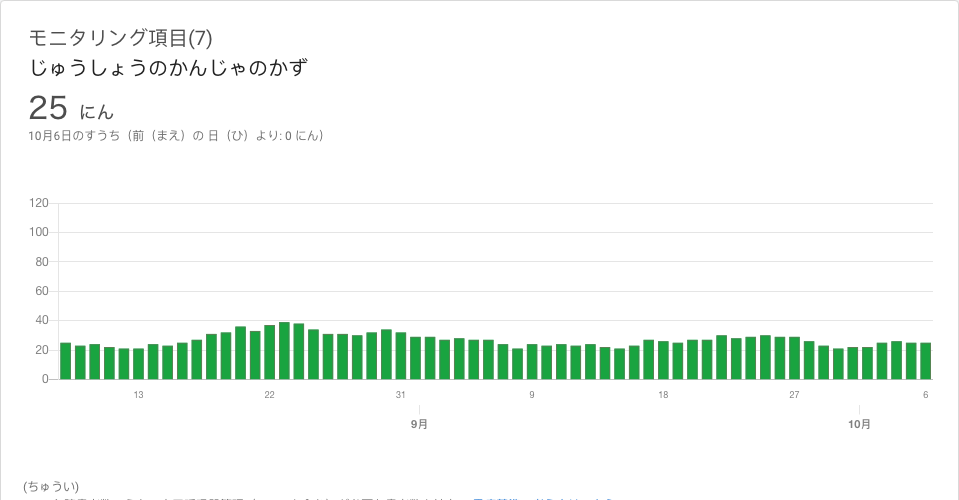 モニタリング項目(7)
じゅうしょうのかんじゃのかず
25 にん
10月6日のすうち（前（まえ）の 日（ひ）より: 0 にん）
120
100
80
60
40
20
0
13 22 31 9 18 27 6
9月 10月
(ちゅうい)